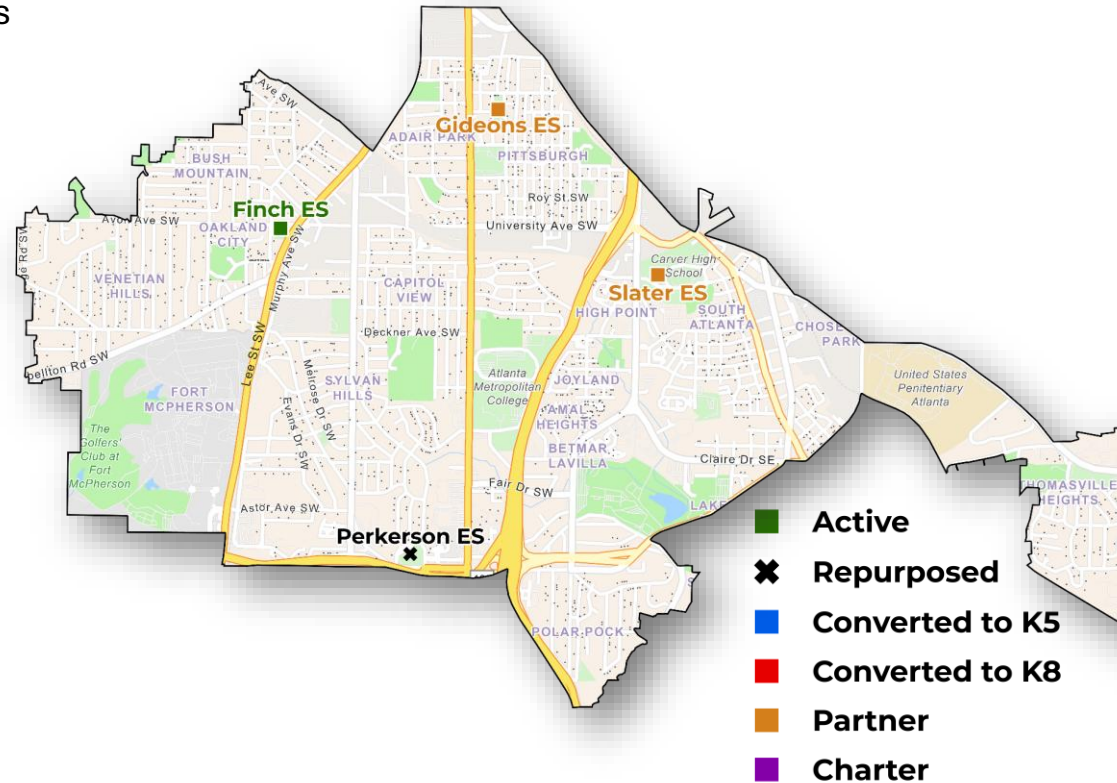 s
Ave SW
Gideons ES
ADAIR PARK
PITTSBURGH
BUSH
MOUNTAIN
Roy St SW
Finch ES
Avon Ave SW
OAKLAND
CITY
University Ave SW
Murphy Ave SW
Carver High
School
VENETIAN
HILLS
CAPITOL
VIEW
Slater ES
HIGH POINT
SOUTH
ATLANTA
Deckner Ave SW
CHOSE
PARK
Lee St SW
Melrose Dr SW
Evans Dr SW
FORT
MCPHERSON
SYLVAN
HILLS
Atlanta
Metropolitan
College
JOYLAND
United States
Penitentiary
Atlanta
AMAL
HEIGHTS
The
Golfers'
Club at
Fort
McPherson
BETMAR
LAVILLA
Claire Dr SE
Fair Dr SW
LAKE
THOMASVILLE
HEIGHTS
Astor Ave SW
Perkerson ES
POLAR ROCK
Active
Repurposed
Converted to K5
Converted to K8
Partner
Charter